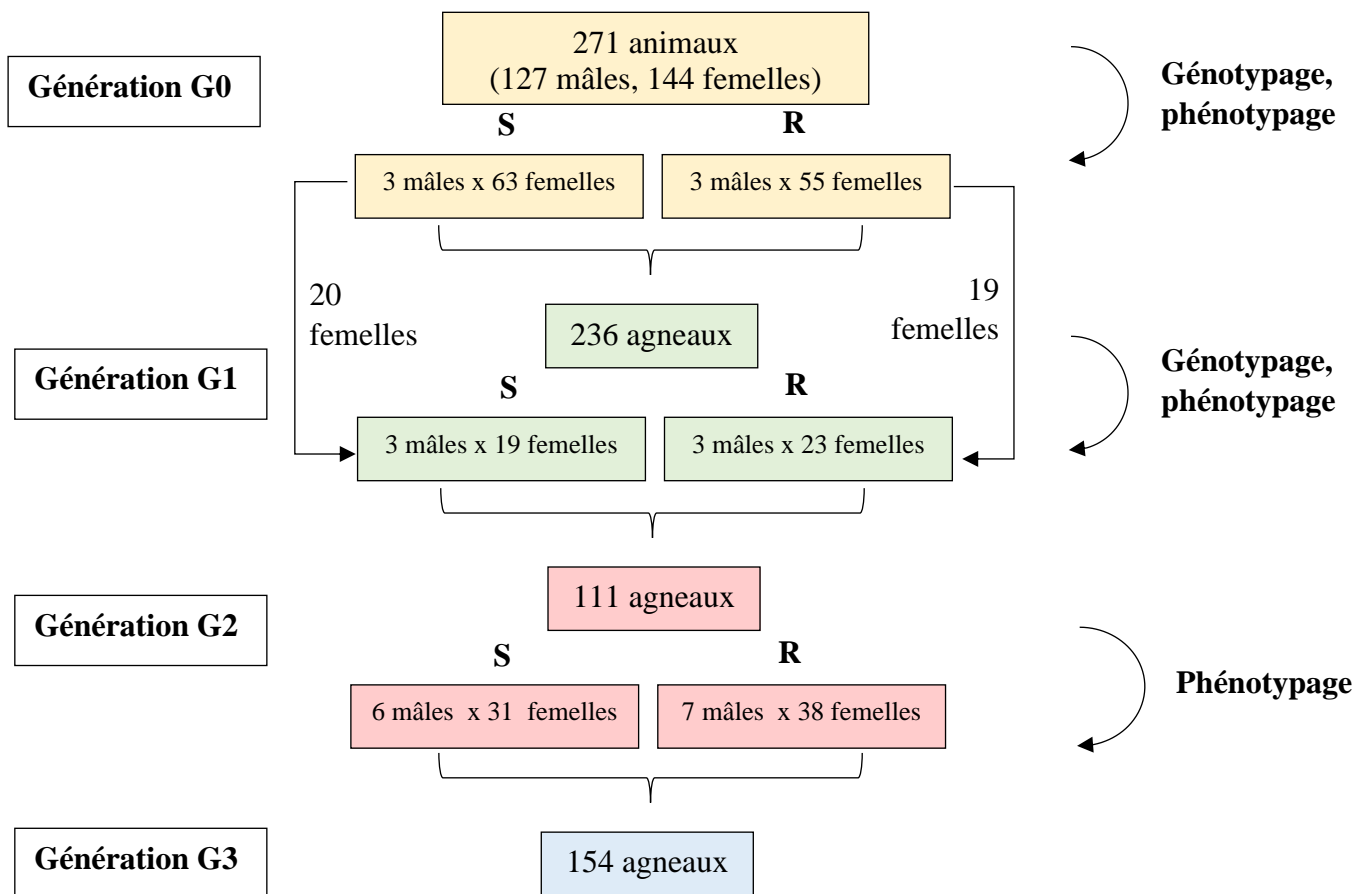 271 animaux
(127 mâles, 144 femelles)
Génération G0
Génotypage,
phénotypage
S
R
3 mâles x 63 femelles
3 mâles x 55 femelles
20
femelles
19
femelles
236 agneaux
Génération G1
Génotypage,
phénotypage
S
R
3 mâles x 19 femelles
3 mâles x 23 femelles
111 agneaux
Génération G2
S
R
Phénotypage
6 mâles x 31 femelles
7 mâles x 38 femelles
Génération G3
154 agneaux